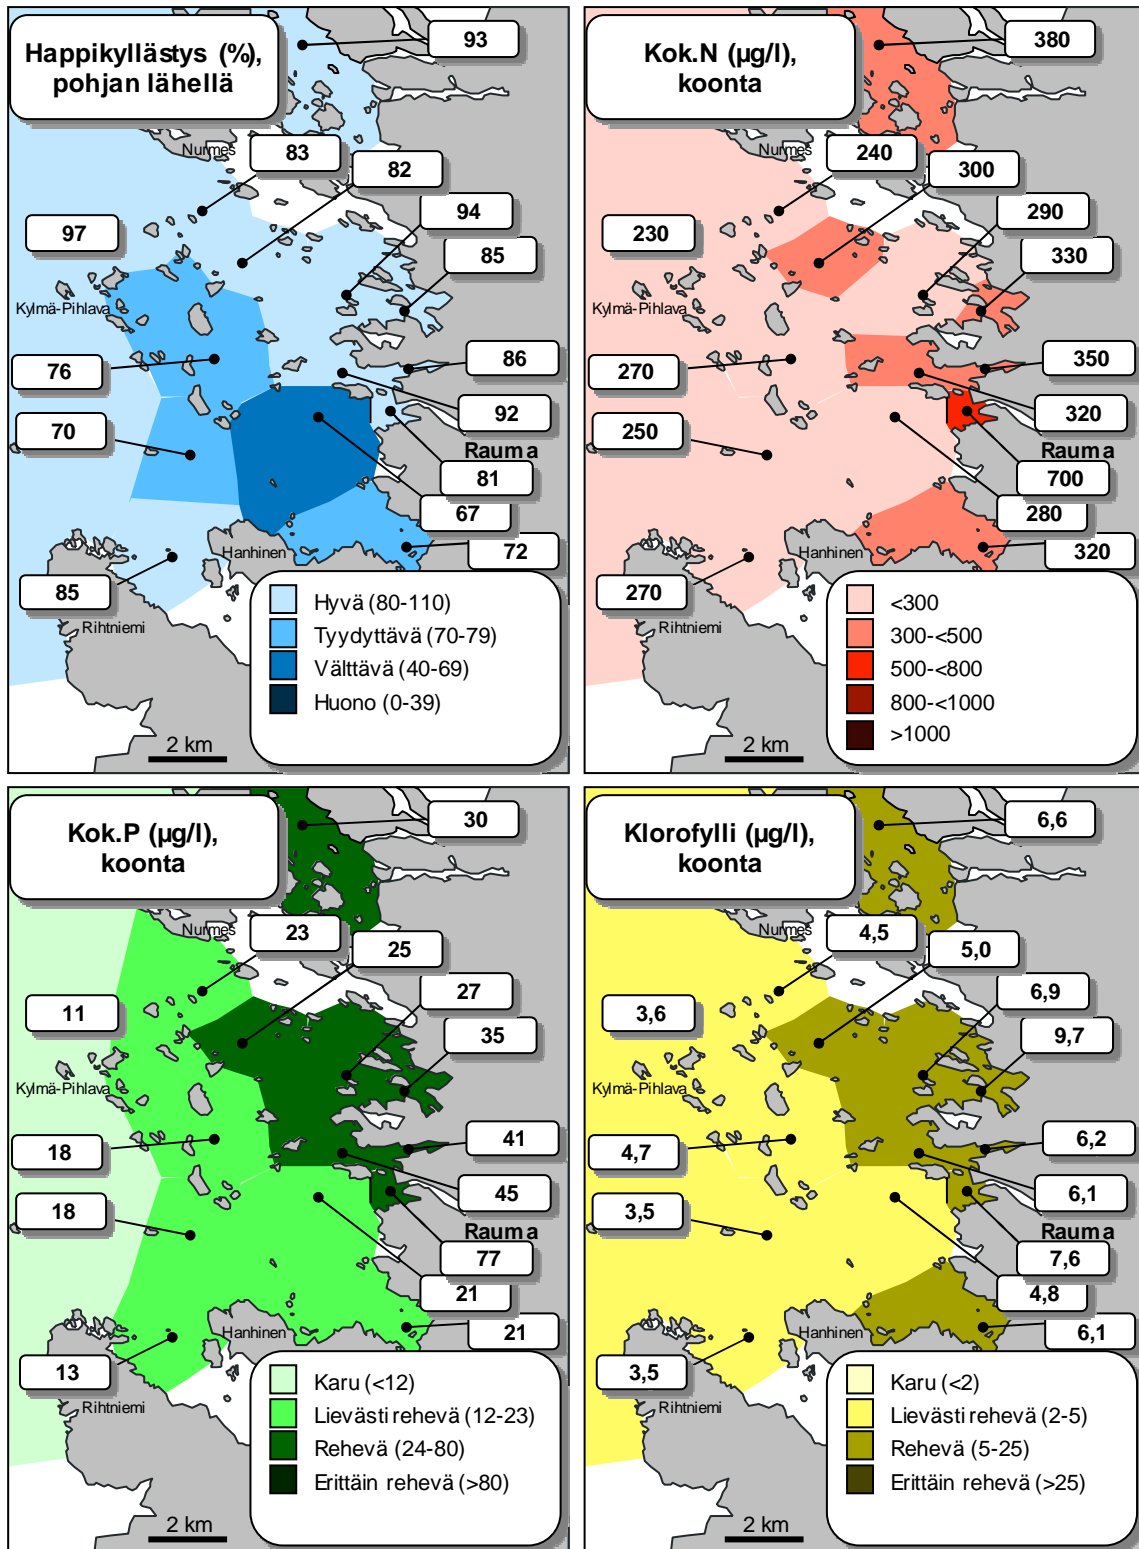 Happikyllästys (%),
pohjan lähellä
93
Nurmes
83
82
94
97
85
Kylmä-Pihlava
76
86
92
70
Rauma
81
67
72
Hanhinen
85
Rihtniemi
Hyvä (80-110)
Tyydyttävä (70-79)
Välttävä (40-69)
Huono (0-39)
2 km
Kok.N (µg/l),
koonta
380
Nurmes
240
300
290
230
330
Kylmä-Pihlava
270
350
320
250
Rauma
700
280
320
Hanhinen
270
Rihtniemi
<300
300-<500
500-<800
800-<1000
>1000
2 km
Kok.P (µg/l),
koonta
30
Nurmes
23
25
27
11
35
Kylmä-Pihlava
18
41
45
18
Rauma
77
21
21
Hanhinen
13
Rihtniemi
Karu (<12)
Lievästi rehevä (12-23)
Rehevä (24-80)
Erittäin rehevä (>80)
2 km
Klorofylli (µg/l),
koonta
6,6
Nurmes
4,5
5,0
6,9
3,6
9,7
Kylmä-Pihlava
4,7
6,2
6,1
3,5
Rauma
7,6
4,8
6,1
Hanhinen
3,5
Rihtniemi
Karu (<2)
Lievästi rehevä (2-5)
Rehevä (5-25)
Erittäin rehevä (>25)
2 km